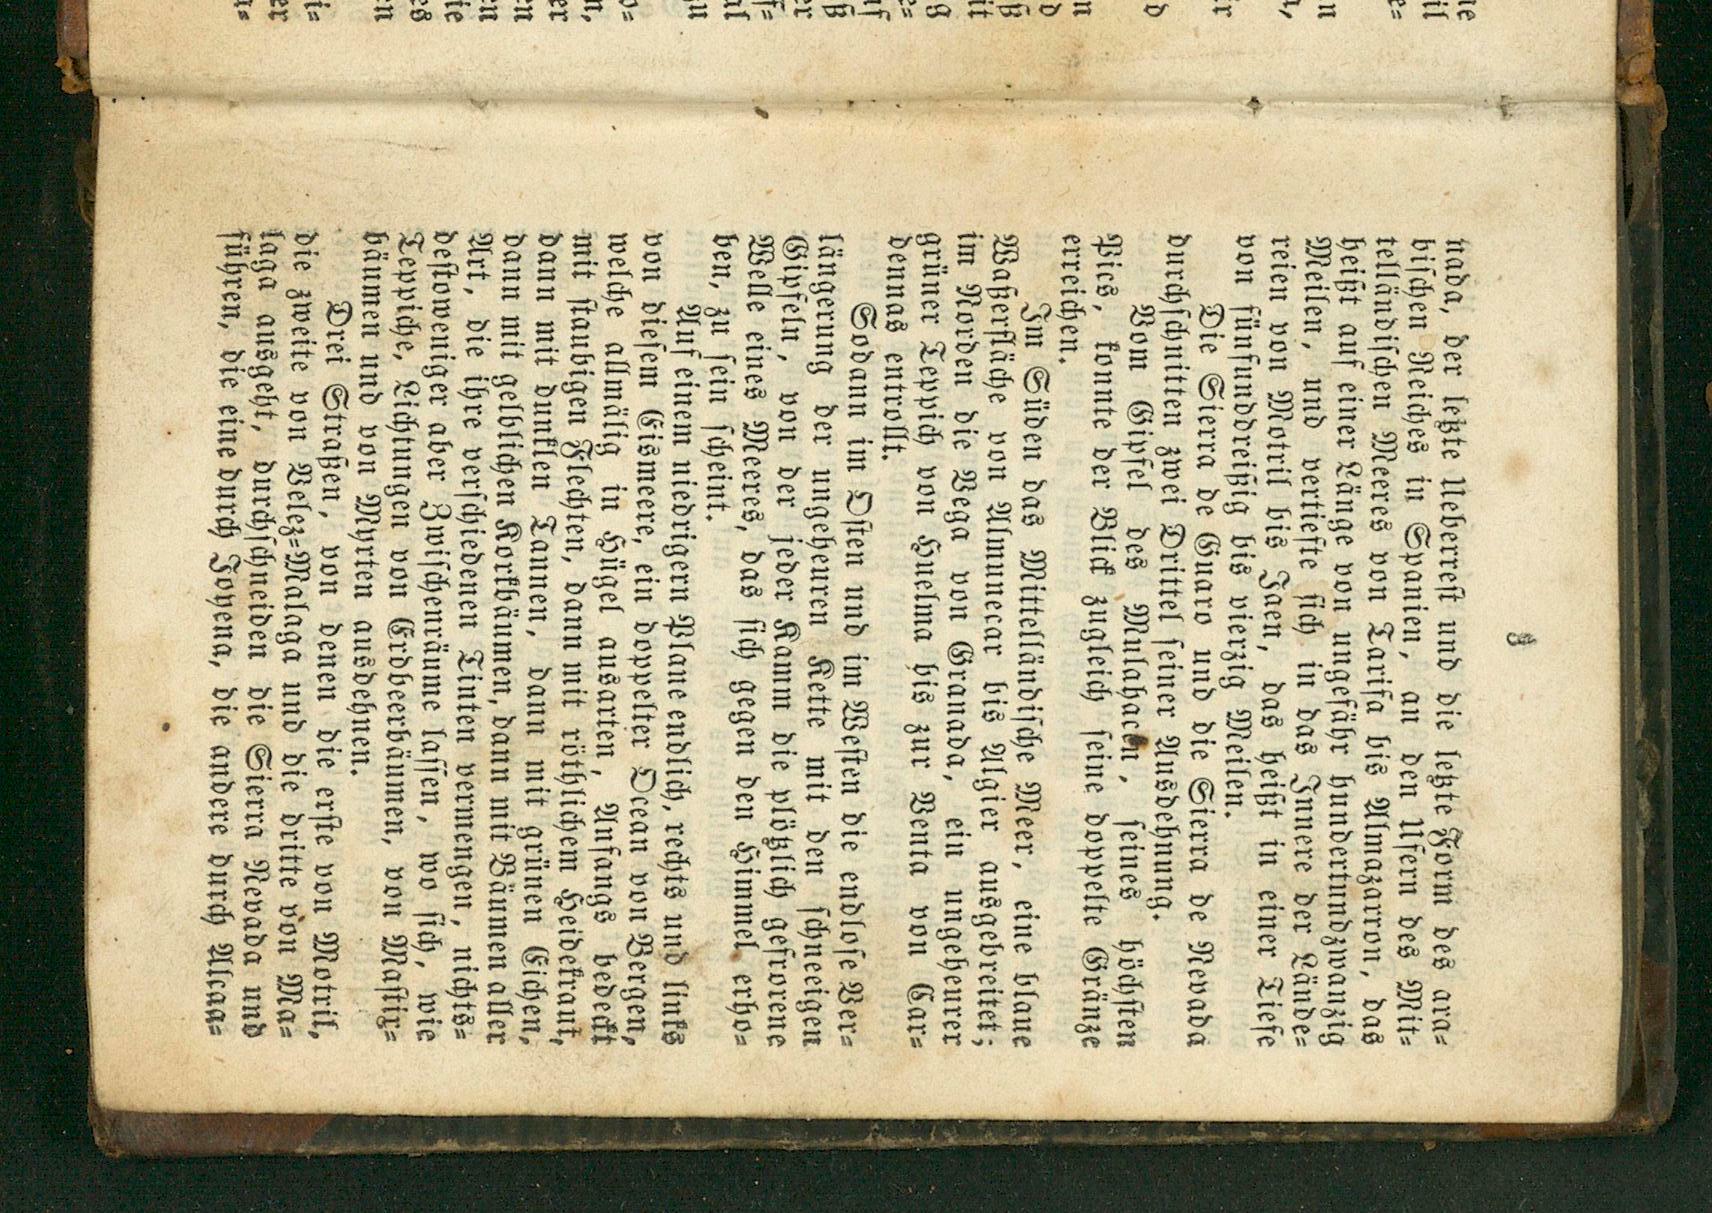 9
nada, der letzte Ueberrest und die letzte Form des ara-
bischen Reiches in Spanien, an den Ufern des Mit-
telländischen Meeres von Tarifa bis Almazarron, das
heißt auf einer Länge von ungefähr hundertundzwanzig
Meilen, und vertiefte sich in das Innere der Lände-
reien von Motril bis Jaen, das heißt in einer Tiefe
von fünfunddreißig bis vierzig Meilen.
Die Sierra de Guaro und die Sierra de Nevada
durchschnitten zwei Drittel seiner Ausdehnung.
Vom Gipfel des Mulahacen, seines höchsten
Pics, konnte der Blick zugleich seine doppelte Gränze
erreichen.
Im Süden das Mittelländische Meer, eine blaue
Waßerfläche von Almunecar bis Algier ausgebreitet;
im Norden die Vega von Granada, ein ungeheurer
grüner Teppich von Huelma bis zur Venta von Car-
dennas entrollt.
Sodann im Osten und im Westen die endlose Ver-
längerung der ungeheuren Kette mit den schneeigen
Gipfeln, von der jeder Kamm die plötzlich gefrorene
Welle eines Meeres, das sich gegen den Himmel erho-
ben, zu sein scheint.
Auf einem niedrigern Plane endlich, rechts und links
von diesem Eismeere, ein doppelter Ocean von Bergen,
welche allmälig in Hügel ausarten, Anfangs bedeckt
mit staubigen Flechten, dann mit röthlichem Heidekraut,
dann mit dunklen Tannen, dann mit grünen Eichen,
dann mit gelblichen Korkbäumen, dann mit Bäumen aller
Art, die ihre verschiedenen Tinten vermengen, nichts-
destoweniger aber Zwischenräume lassen, wo sich, wie
Teppiche, Lichtungen von Erdbeerbäumen, von Mastix-
bäumen und von Myrten ausdehnen.
Drei Straßen, von denen die erste von Motril,
die zweite von Velez-Malaga und die dritte von Ma-
laga ausgeht, durchschneiden die Sierra Nevada und
führen, die eine durch Joyena, die andere durch Alcaa-